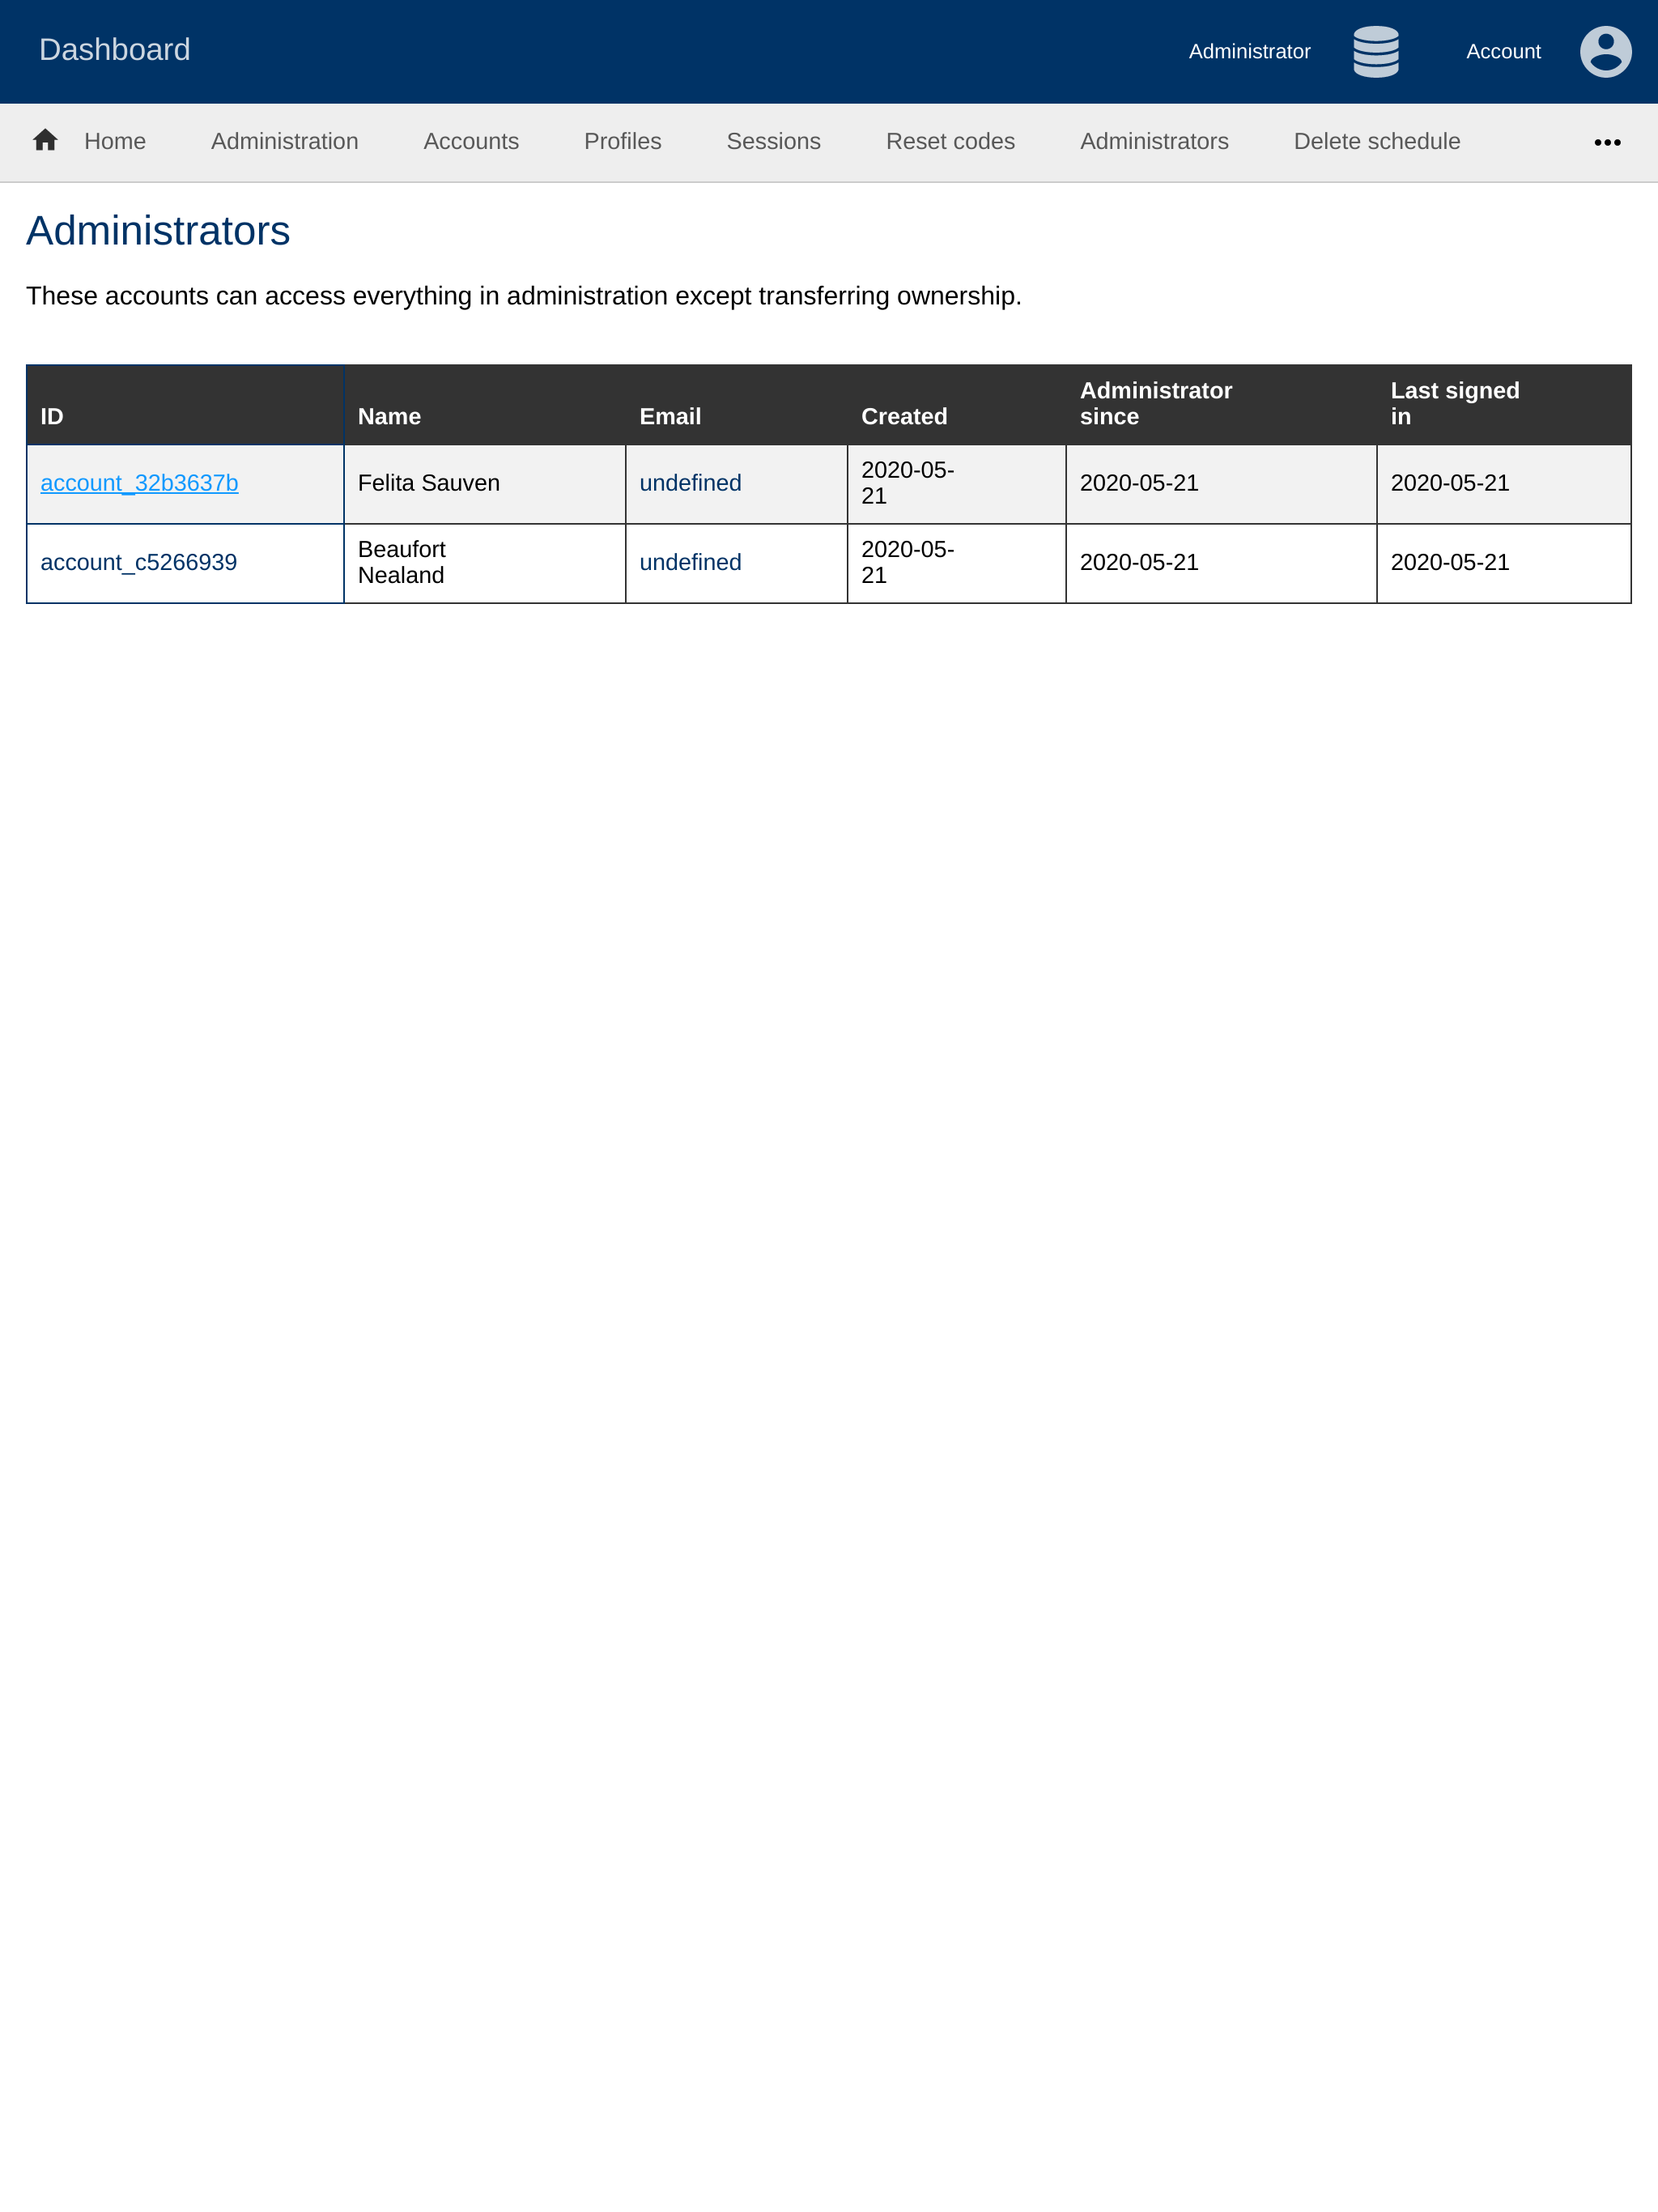 Dashboard
Administrator
Account
Home Administration Accounts Profiles Sessions Reset codes Administrators Delete schedule
Administrators
These accounts can access everything in administration except transferring ownership.
ID Name Email Created Administrator since Last signed in
account_32b3637b Felita Sauven undefined 2020-05-21 2020-05-21 2020-05-21
account_c5266939 Beaufort Nealand undefined 2020-05-21 2020-05-21 2020-05-21